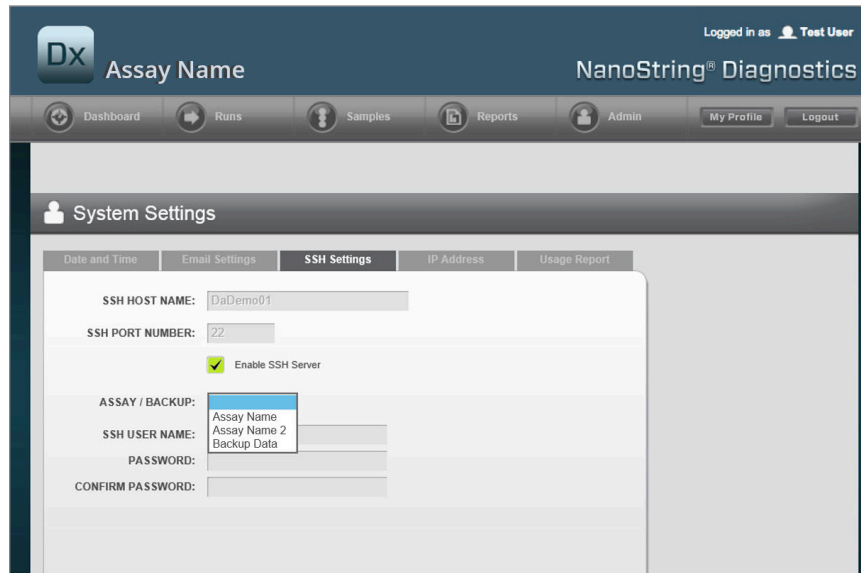 Logged in as Test User
Dx Assay Name
NanoString® Diagnostics
Dashboard Runs Samples Reports Admin My Profile Logout
System Settings
Date and Time Email Settings SSH Settings IP Address Usage Report
SSH HOST NAME: DaDemo01
SSH PORT NUMBER: 22
Enable SSH Server
ASSAY / BACKUP:
Assay Name
Assay Name 2
Backup Data
SSH USER NAME:
PASSWORD:
CONFIRM PASSWORD: